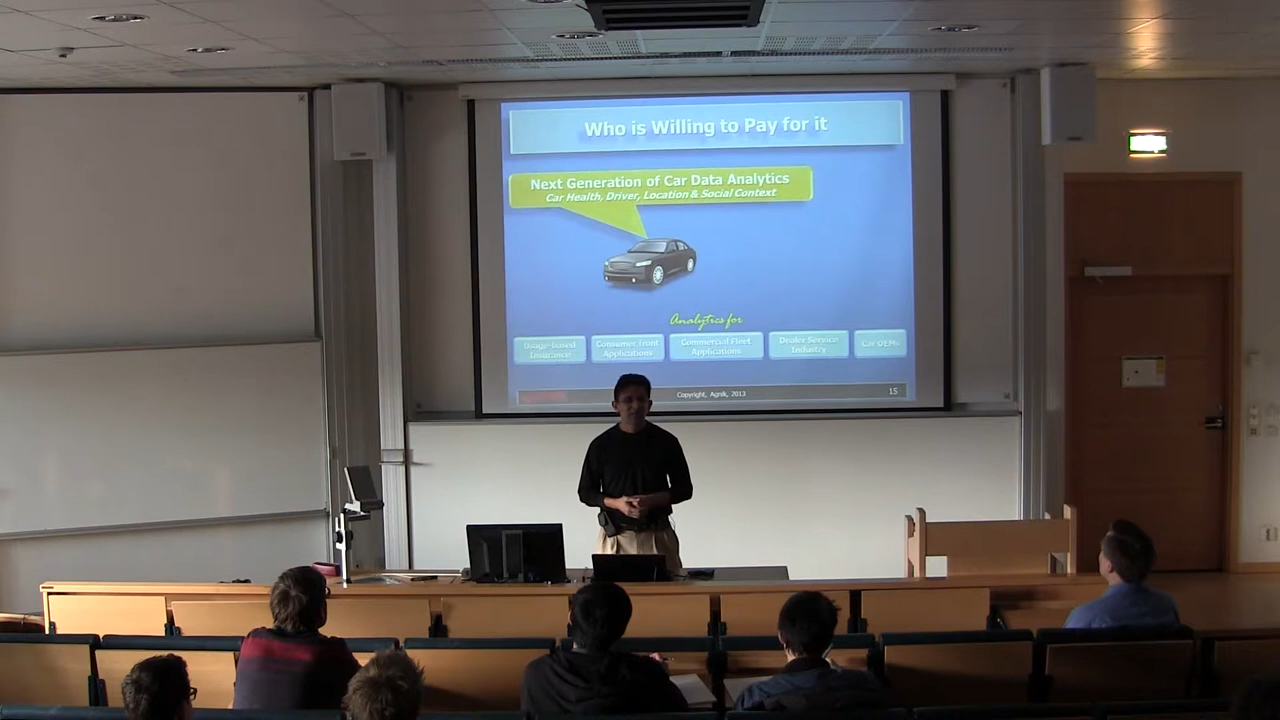 Who is Willing to Pay for it
Next Generation of Car Data Analytics
Car Health, Driver, Location & Social Context
Analytics for
Usage-based
Insurance
Consumer Front
Applications
Commercial Fleet
Applications
Dealer Service
Industry
Car OEMs
Copyright, Agnik, 2013
15